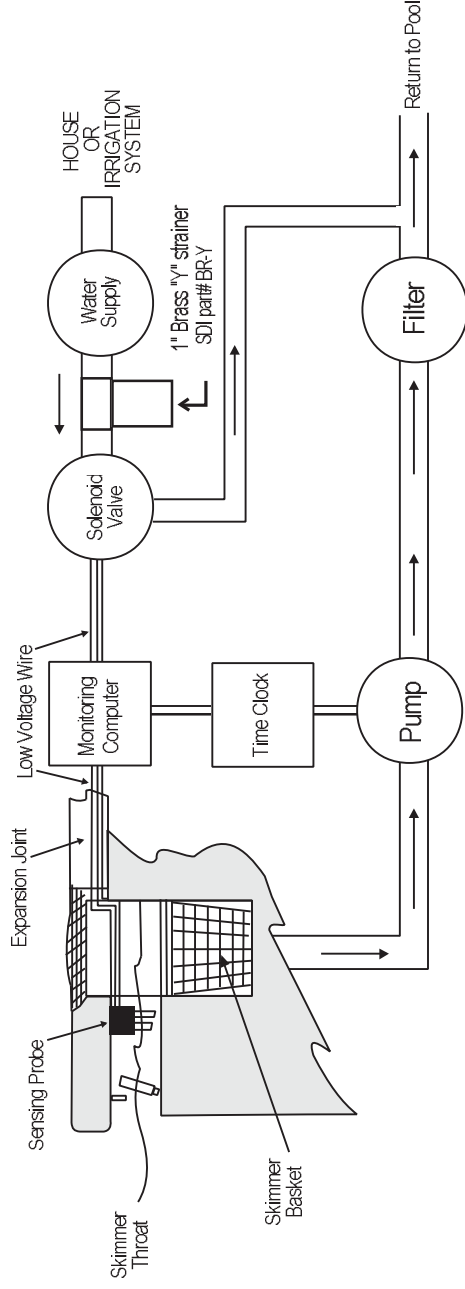 Expansion Joint
Low Voltage Wire
Sensing Probe
Skimmer
Throat
Skimmer
Basket
Monitoring
Computer
Time Clock
Pump
Solenoid
Valve
1" Brass "Y" strainer
SDI part# BR-Y
Water
Supply
HOUSE
OR
IRRIGATION
SYSTEM
Filter
Return to Pool